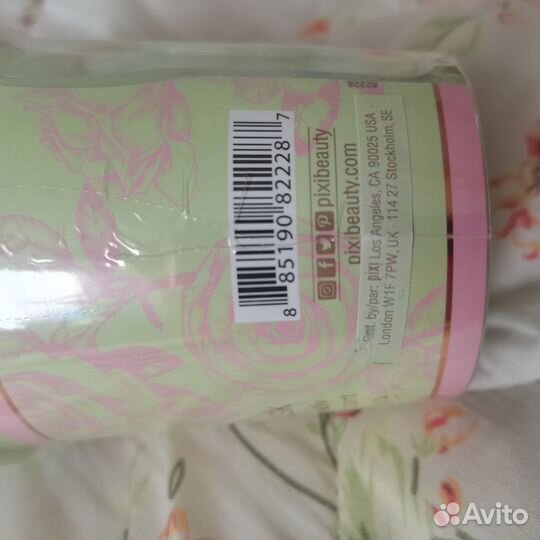 82228
8 85190 82228 7
pixibeauty
pixibeauty.com
Dist. by/par: pixi Los Angeles, CA 90025 USA
London W1F 7PW, UK 114 27 Stockholm, SE
Avito